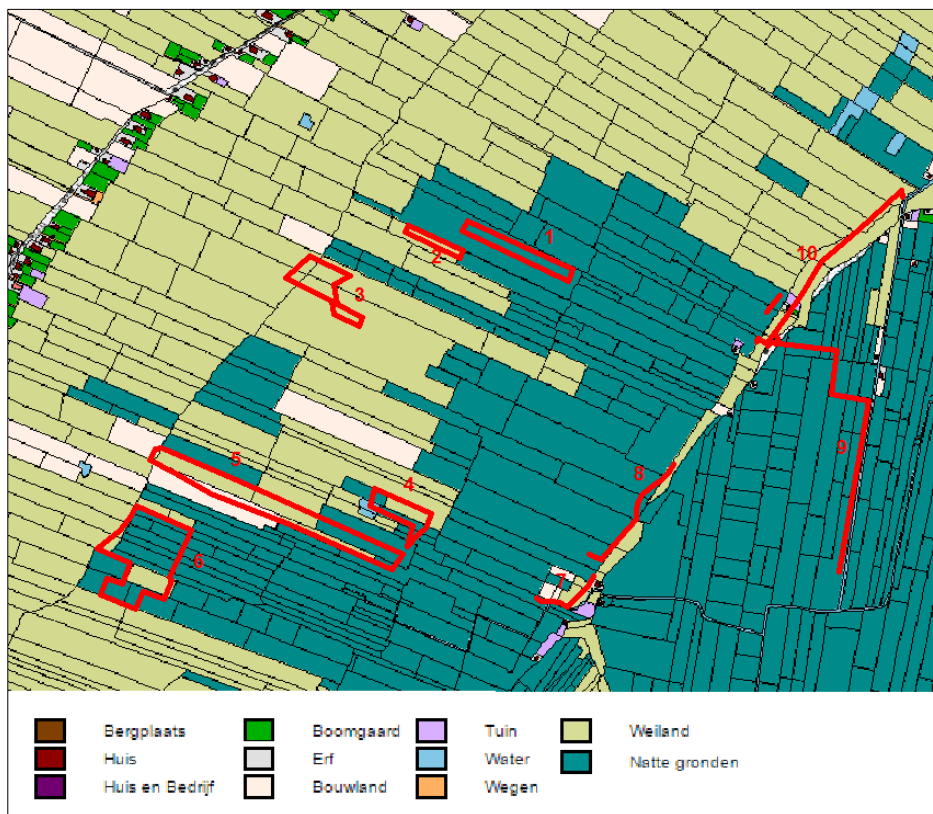 1
2
3
10
9
8
5
4
6
7
Bergplaats
Huis
Huis en Bedrijf
Boomgaard
Erf
Bouwland
Tuin
Water
Wegen
Weiland
Natte gronden